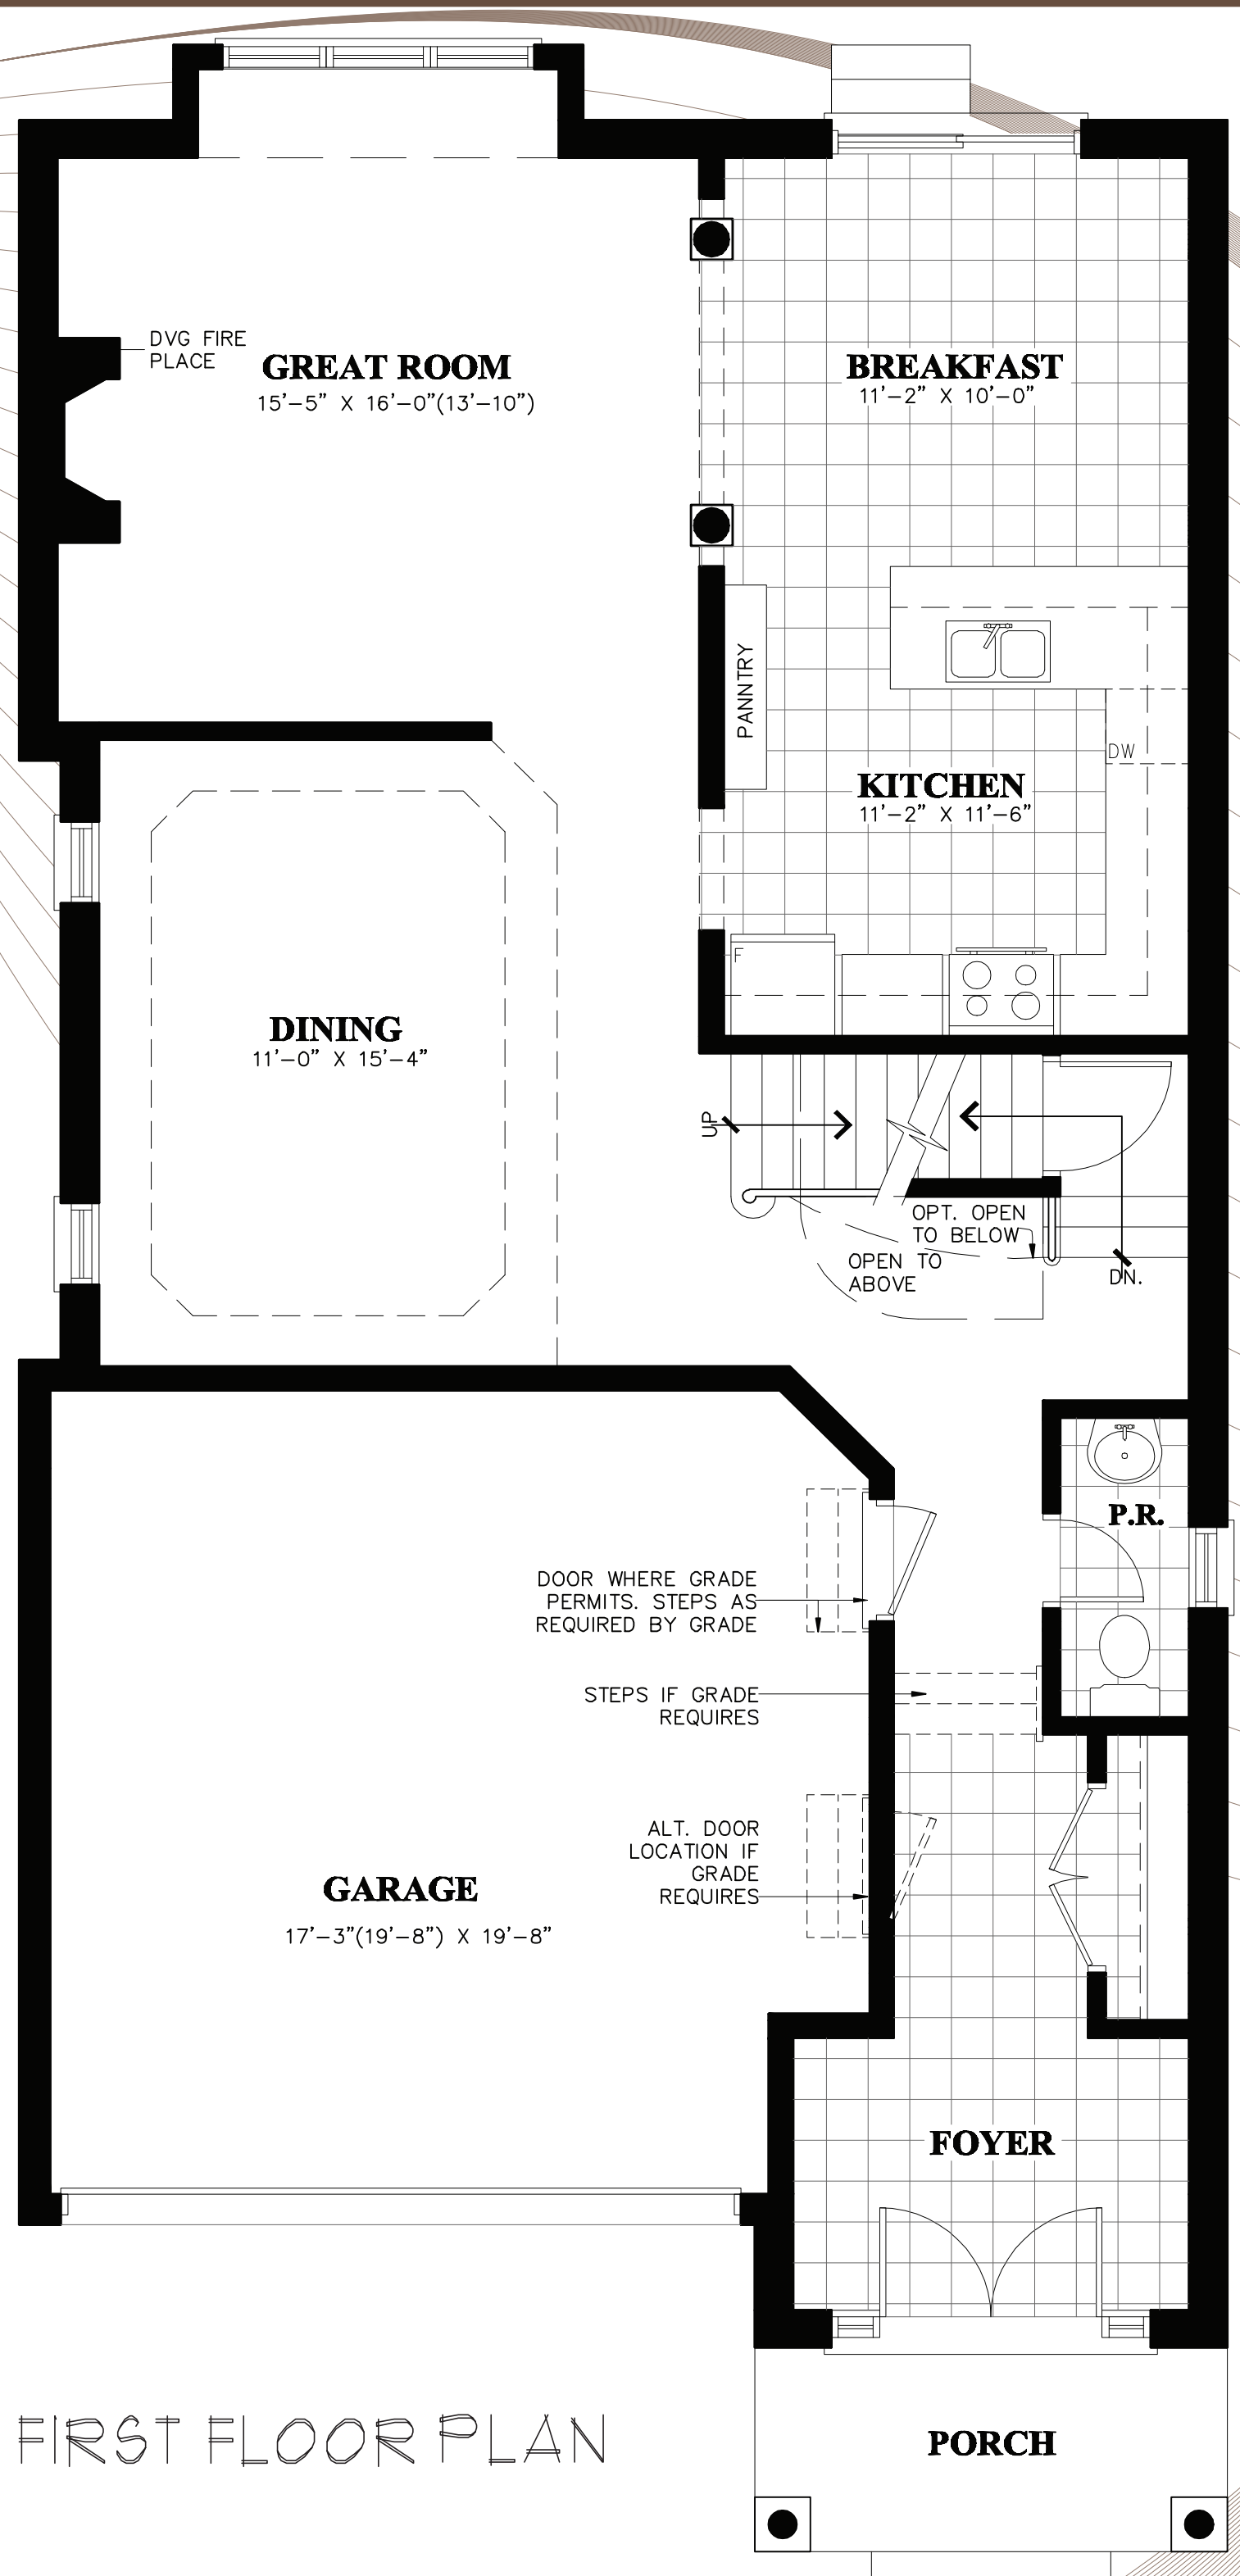 DVG FIRE
PLACE
GREAT ROOM
15'-5" X 16'-0"(13'-10")
BREAKFAST
11'-2" X 10'-0"
PANNTRY
DW
KITCHEN
11'-2" X 11'-6"
F
DINING
11'-0" X 15'-4"
UP
OPT. OPEN
TO BELOW
OPEN TO
ABOVE
DN.
P.R.
DOOR WHERE GRADE
PERMITS. STEPS AS
REQUIRED BY GRADE
STEPS IF GRADE
REQUIRES
ALT. DOOR
LOCATION IF
GRADE
REQUIRES
GARAGE
17'-3"(19'-8") X 19'-8"
FOYER
FIRST FLOOR PLAN
PORCH